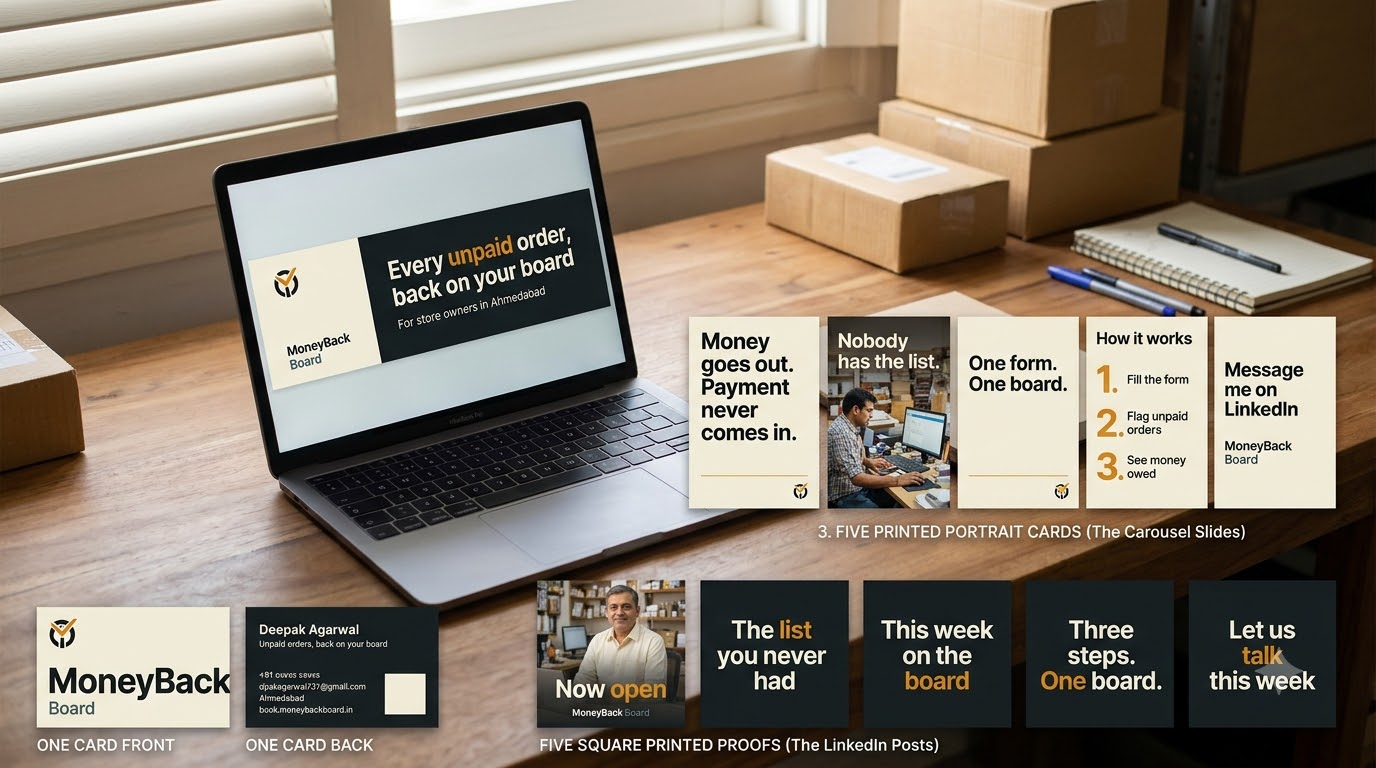 Every unpaid order,
back on your board
For store owners in Ahmedabad
MoneyBack
Board
Money
goes out.
Payment
never
comes in.
Nobody
has the list.
One form.
One board.
How it works
1. Fill the form
2. Flag unpaid
orders
3. See money
owed
Message
me on
LinkedIn
MoneyBack
Board
3. FIVE PRINTED PORTRAIT CARDS (The Carousel Slides)
MoneyBack
Board
ONE CARD FRONT
Deepak Agarwal
Unpaid orders, back on your board
+81
dpakagerwal737@gmail.com
Ahmedsbad
book.moneybackboard.in
ONE CARD BACK
Now open
MoneyBack Board
The list
you never
had
This week
on the
board
Three
steps.
One board.
Let us
talk
this week
FIVE SQUARE PRINTED PROOFS (The LinkedIn Posts)